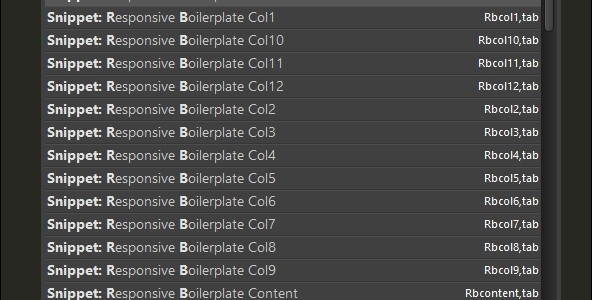 Snippet: Responsive Boilerplate Col1 Rbcol1,tab
Snippet: Responsive Boilerplate Col10 Rbcol10,tab
Snippet: Responsive Boilerplate Col11 Rbcol11,tab
Snippet: Responsive Boilerplate Col12 Rbcol12,tab
Snippet: Responsive Boilerplate Col2 Rbcol2,tab
Snippet: Responsive Boilerplate Col3 Rbcol3,tab
Snippet: Responsive Boilerplate Col4 Rbcol4,tab
Snippet: Responsive Boilerplate Col5 Rbcol5,tab
Snippet: Responsive Boilerplate Col6 Rbcol6,tab
Snippet: Responsive Boilerplate Col7 Rbcol7,tab
Snippet: Responsive Boilerplate Col8 Rbcol8,tab
Snippet: Responsive Boilerplate Col9 Rbcol9,tab
Snippet: Responsive Boilerplate Content Rbcontent,tab